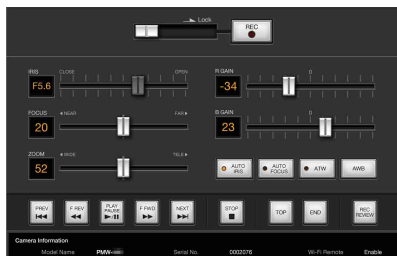 Lock
REC
IRIS CLOSE OPEN
F5.6
R GAIN 0
-34
FOCUS ◀ NEAR FAR ▶
20
B GAIN 0
23
ZOOM ◀ WIDE TELE ▶
52
AUTO
IRIS
AUTO
FOCUS
ATW
AWB
PREV
F REV
PLAY
PAUSE
F FWD
NEXT
STOP
TOP
END
REC
REVIEW
Camera Information
Model Name PMW- Serial No. 0002076 Wi-Fi Remote Enable